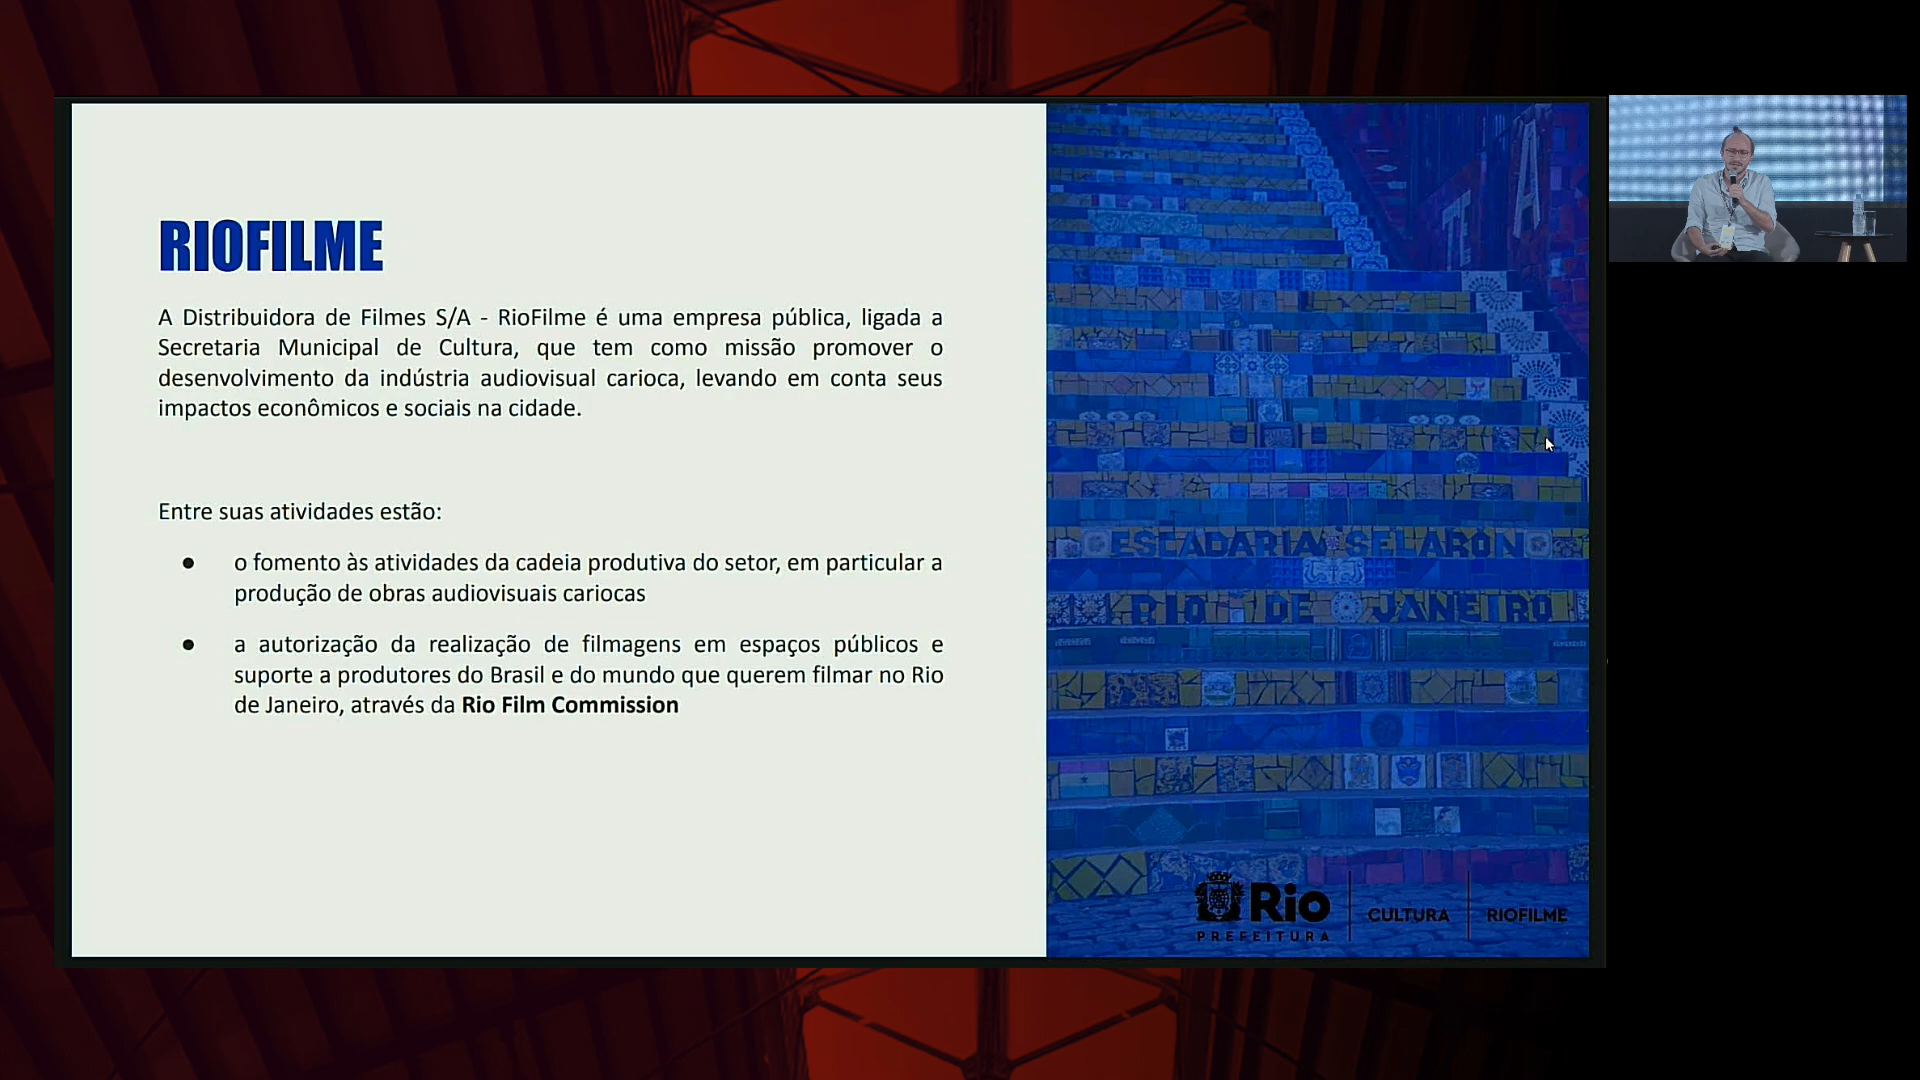 RIOFILME
A Distribuidora de Filmes S/A - RioFilme é uma empresa pública, ligada a
Secretaria Municipal de Cultura, que tem como missão promover o
desenvolvimento da indústria audiovisual carioca, levando em conta seus
impactos econômicos e sociais na cidade.
Entre suas atividades estão:
● o fomento às atividades da cadeia produtiva do setor, em particular a
produção de obras audiovisuais cariocas
● a autorização da realização de filmagens em espaços públicos e
suporte a produtores do Brasil e do mundo que querem filmar no Rio
de Janeiro, através da Rio Film Commission
ESCADARIA SELARÓN
RIO DE JANEIRO
Rio
PREFEITURA
CULTURA
RIOFILME